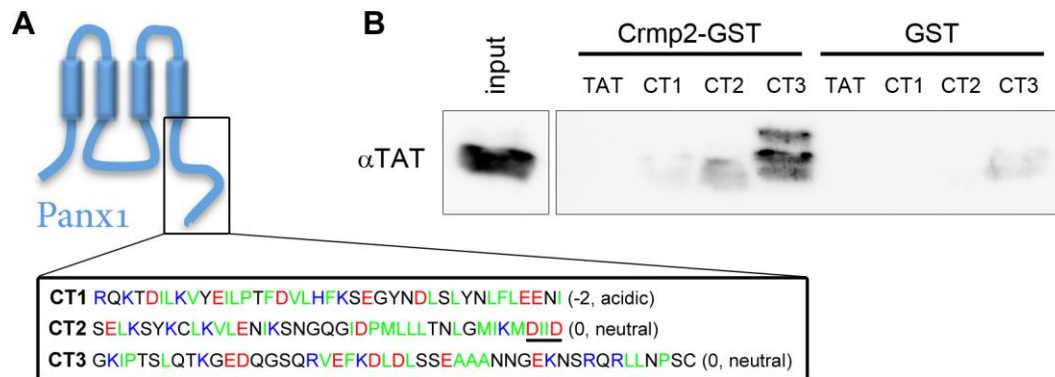 A
B
Panx1
input
Crmp2-GST
GST
TAT CT1 CT2 CT3 TAT CT1 CT2 CT3
αTAT
CT1 RQKTDILKVYEILPTFDVLHFKSEGYNDLSLYNLFLEENI (-2, acidic)
CT2 SELKSYKCLKVLENIKSNGQGIDPMLLLTNLGMIKMDIID (0, neutral)
CT3 GKIPTSLQTKGEDQGSQRVEFKDLDLSSEAAANNGEKNSRQRLLNPSC (0, neutral)